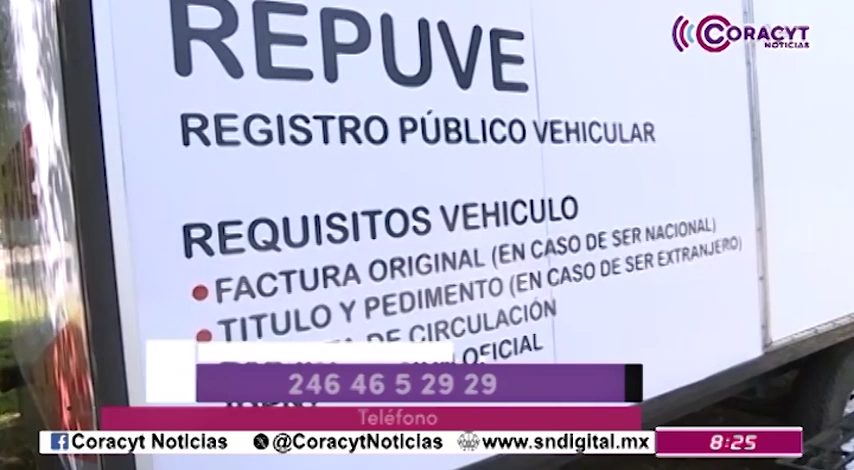 CORACYT
NOTICIAS
REPUVE
REGISTRO PÚBLICO VEHICULAR
REQUISITOS VEHICULO
FACTURA ORIGINAL (EN CASO DE SER NACIONAL)
TITULO Y PEDIMENTO (EN CASO DE SER EXTRANJERO)
DE CIRCULACIÓN
OFICIAL
246 46 5 29 29
Teléfono
Coracyt Noticias @CoracytNoticias www.sndigital.mx 8:25